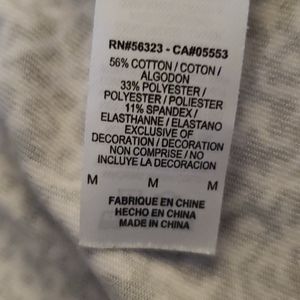 RN#56323 - CA#05553
56% COTTON / COTON /
ALGODON
33% POLYESTER /
POLYESTER / POLIESTER
11% SPANDEX /
ELASTHANNE / ELASTANO
EXCLUSIVE OF
DECORATION / DECORATION
NON COMPRISE / NO
INCLUYE LA DECORACION
M M M
FABRIQUE EN CHINE
HECHO EN CHINA
MADE IN CHINA